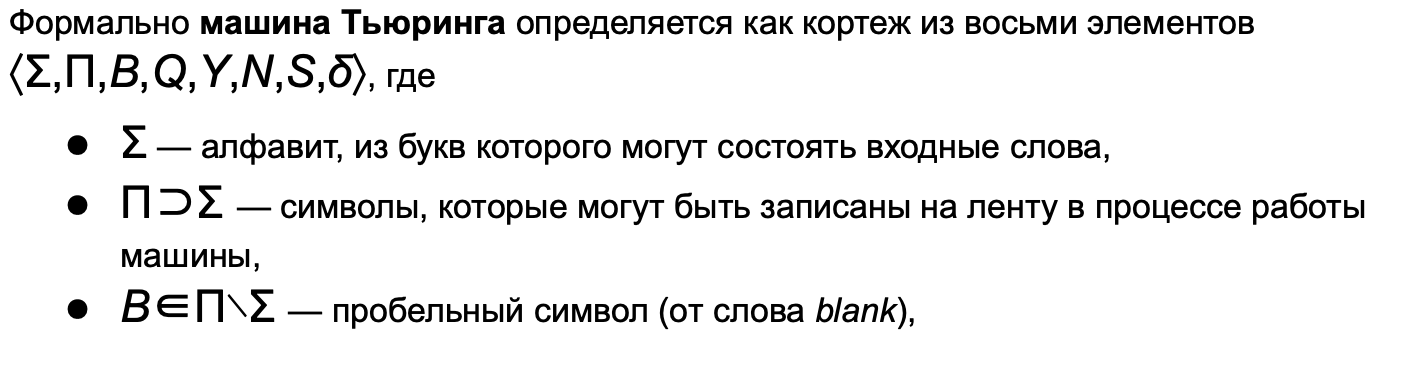 Формально машина Тьюринга определяется как кортеж из восьми элементов
⟨Σ,Π,B,Q,Y,N,S,δ⟩, где
● Σ — алфавит, из букв которого могут состоять входные слова,
● Π⊃Σ — символы, которые могут быть записаны на ленту в процессе работы
машины,
● B∈Π∖Σ — пробельный символ (от слова blank),